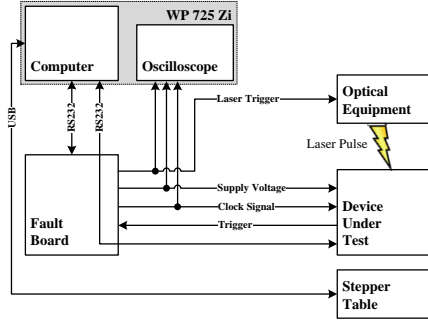 WP 725 Zi
Computer
Oscilloscope
Optical
Equipment
Laser Trigger
USB
RS232
RS232
Laser Pulse
Fault
Board
Supply Voltage
Clock Signal
Trigger
Device
Under
Test
Stepper
Table